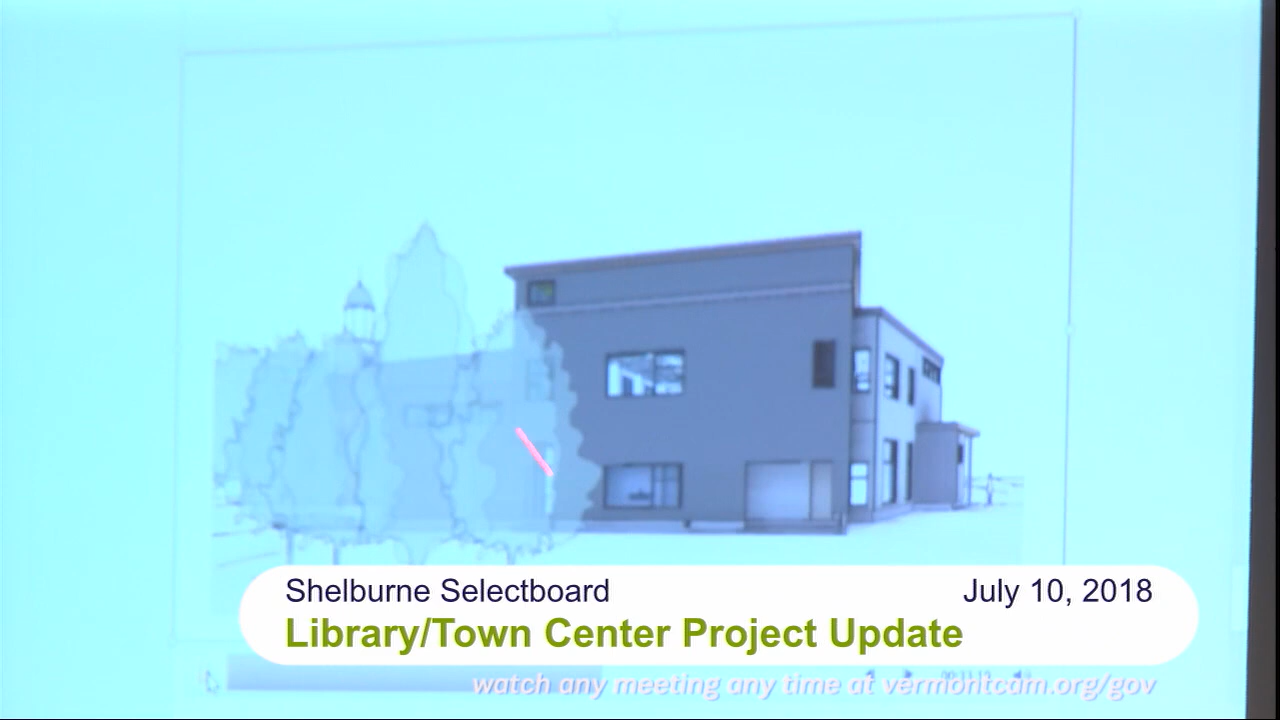 Shelburne Selectboard July 10, 2018
Library/Town Center Project Update
watch any meeting any time at vermontcam.org/gov